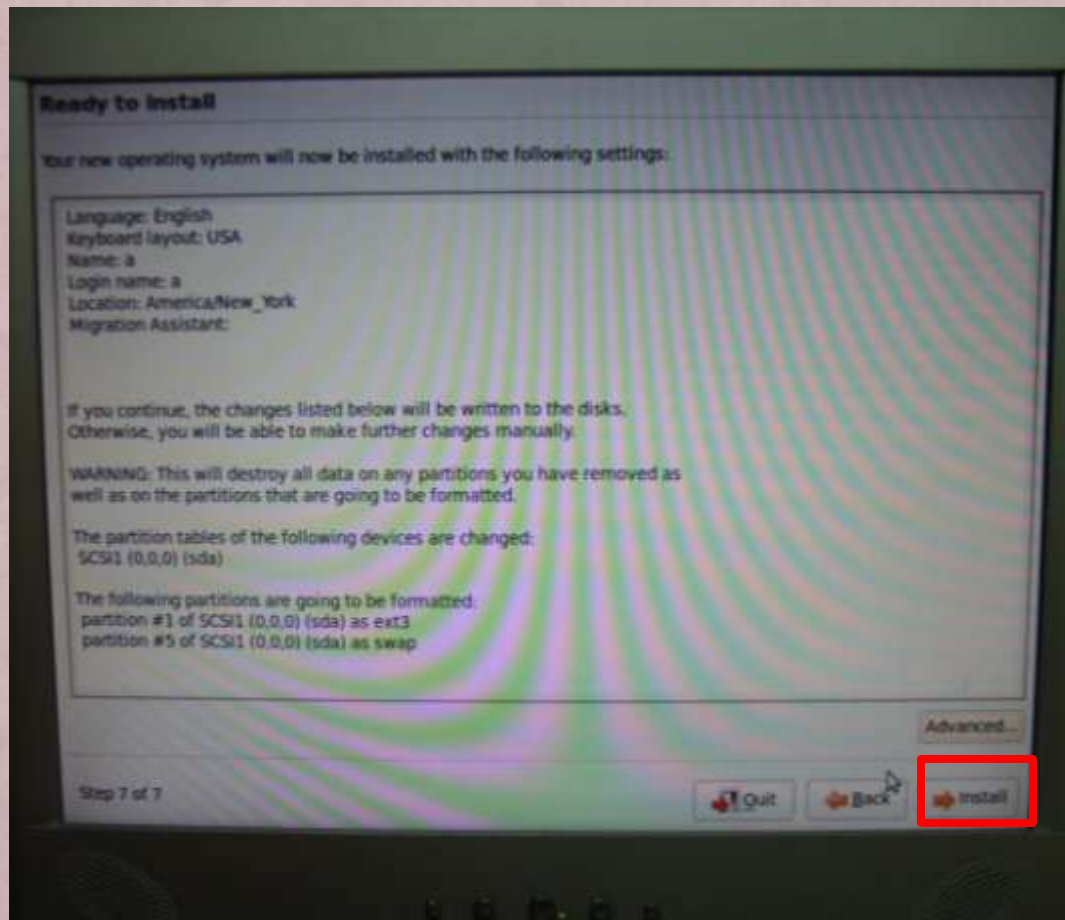 Ready to install
Your new operating system will now be installed with the following settings:
Language: English
Keyboard layout: USA
Name: a
Login name: a
Location: America/New_York
Migration Assistant:
If you continue, the changes listed below will be written to the disks.
Otherwise, you will be able to make further changes manually.
WARNING: This will destroy all data on any partitions you have removed as
well as on the partitions that are going to be formatted.
The partition tables of the following devices are changed:
SCSI1 (0,0,0) (sda)
The following partitions are going to be formatted:
partition #1 of SCSI1 (0,0,0) (sda) as ext3
partition #5 of SCSI1 (0,0,0) (sda) as swap
Advanced...
Step 7 of 7
Quit
Back
Install